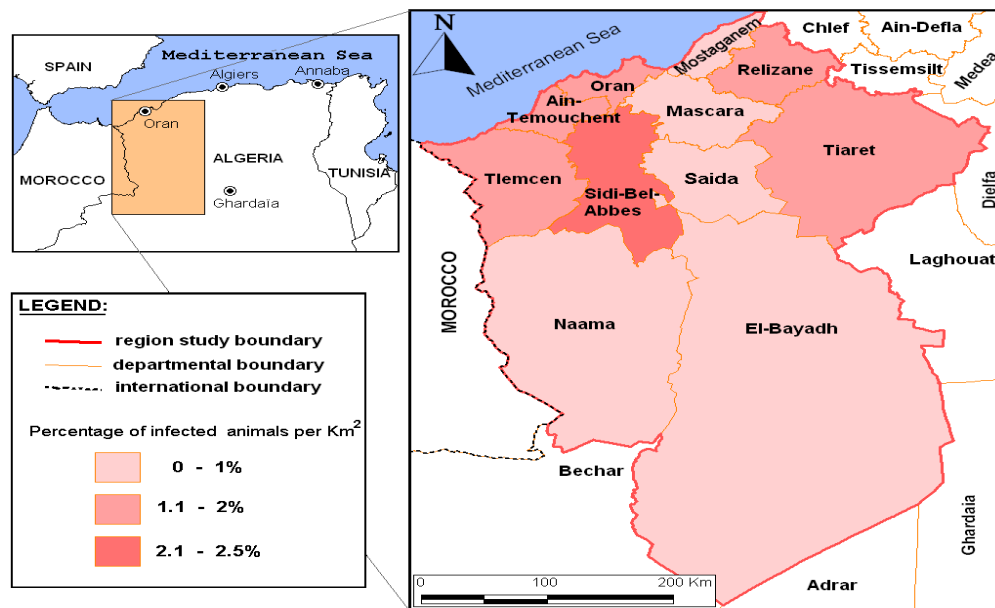 Mediterranean Sea
SPAIN
Algiers
Annaba
Oran
MOROCCO
ALGERIA
TUNISIA
Ghardaïa
LEGEND:
region study boundary
departmental boundary
international boundary
Percentage of infected animals per Km²
0 - 1%
1.1 - 2%
2.1 - 2.5%
N
Mediterranean Sea
Mostaganem
Chlef
Ain-Defla
Medea
Tissemsilt
Relizane
Oran
Ain-
Temouchent
Mascara
Tiaret
Tlemcen
Saida
Sidi-Bel-
Abbes
Djelfa
Laghouat
MOROCCO
Naama
El-Bayadh
Bechar
Ghardaia
Adrar
0 100 200 Km